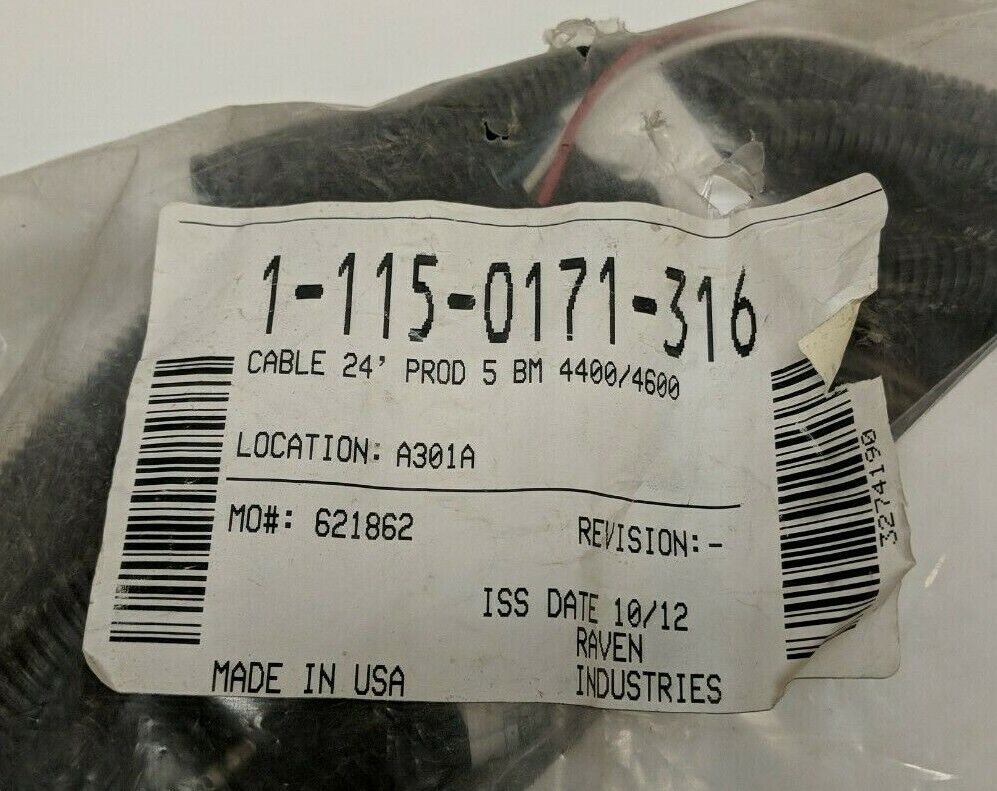 1-115-0171-316
CABLE 24' PROD 5 BM 4400/4600
LOCATION: A301A
MO#: 621862
REVISION:-
ISS DATE 10/12
RAVEN
INDUSTRIES
MADE IN USA
3274190